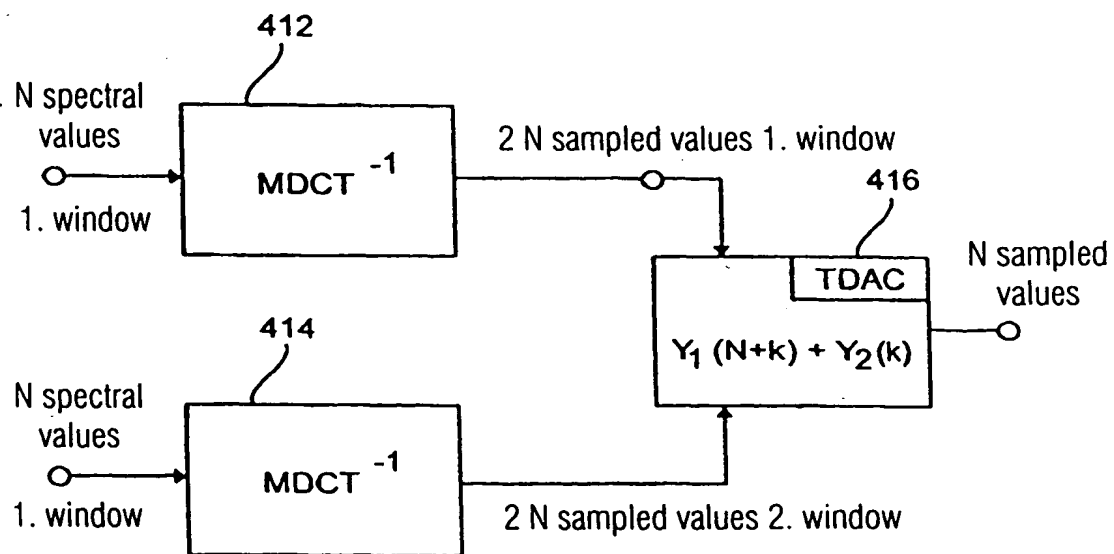 412
N spectral
values
MDCT -1
2 N sampled values 1. window
1. window
416
N sampled
values
TDAC
Y1 (N+k) + Y2(k)
414
N spectral
values
MDCT -1
1. window
2 N sampled values 2. window